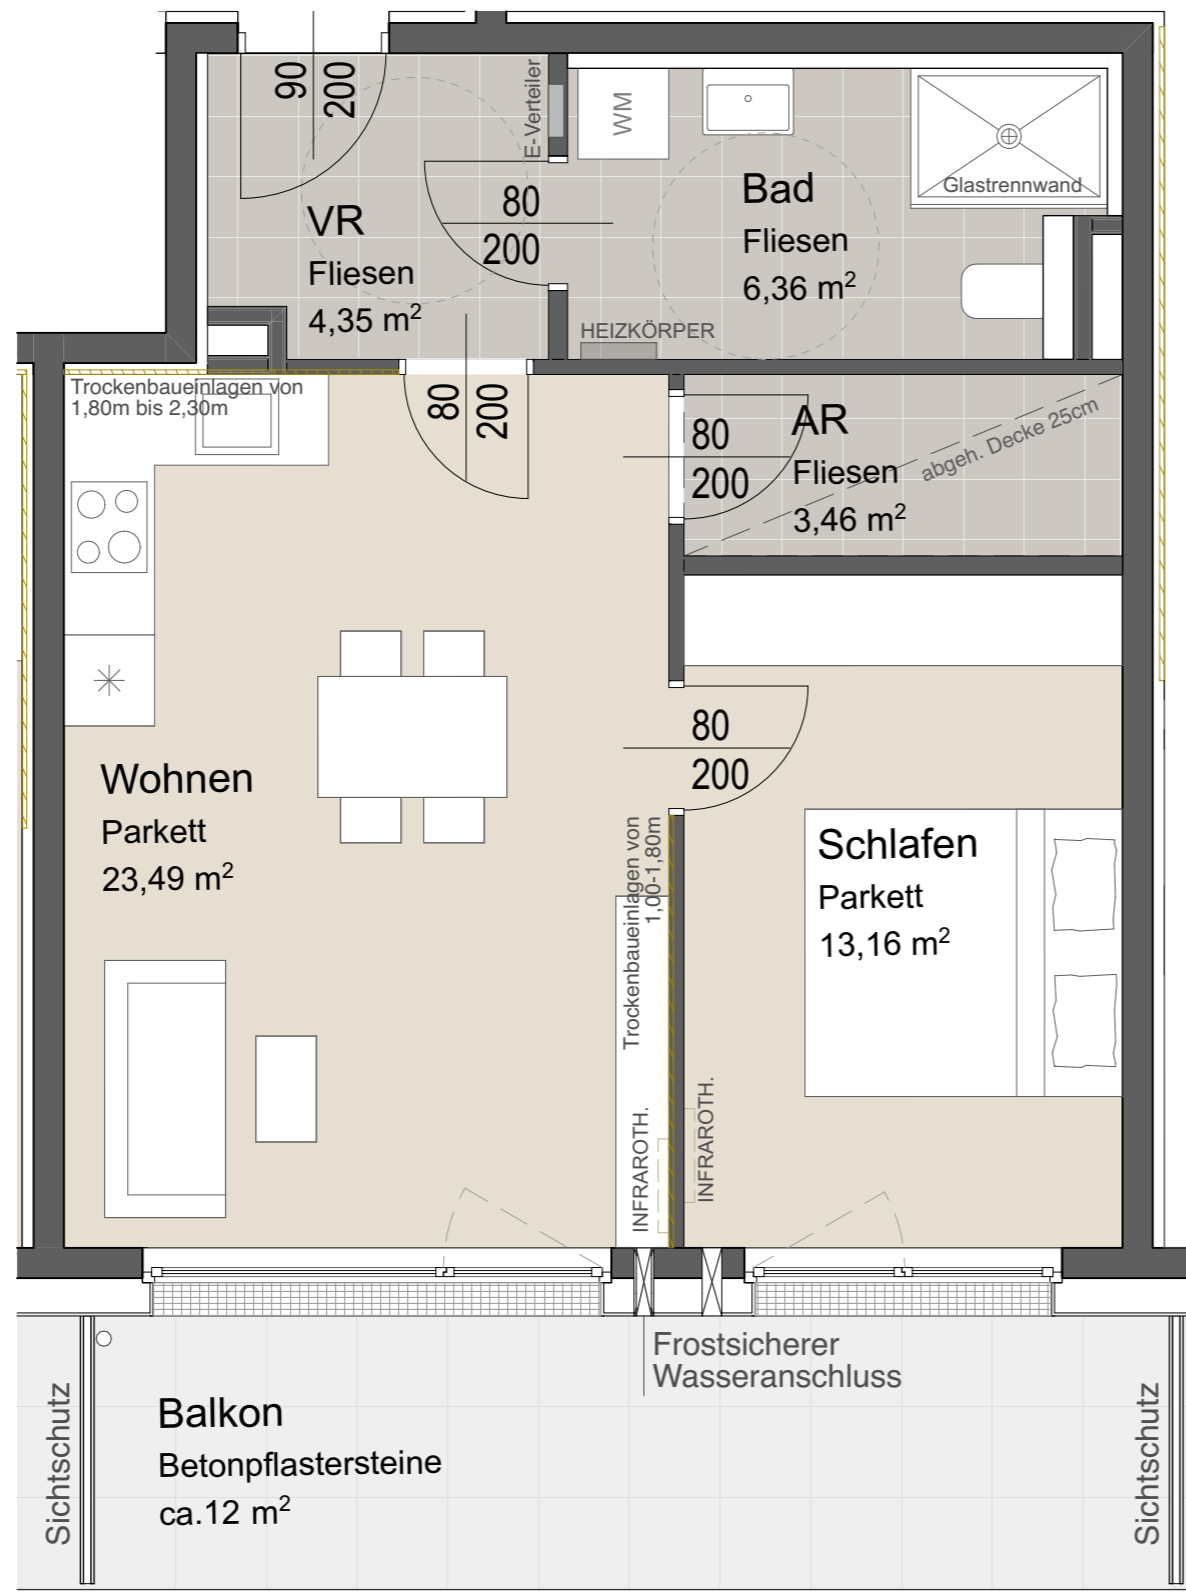 90
200
E-Verteiler
WM
Glastrennwand
VR
Fliesen
4,35 m²
80
200
Bad
Fliesen
6,36 m²
HEIZKÖRPER
Trockenbaueinlagen von
1,80m bis 2,30m
80
200
80
200
AR
Fliesen
3,46 m²
abgeh. Decke 25cm
80
200
Wohnen
Parkett
23,49 m²
Trockenbaueinlagen von
1,00-1,80m
Schlafen
Parkett
13,16 m²
INFRAROTH.
INFRAROTH.
Frostsicherer
Wasseranschluss
Sichtschutz
Balkon
Betonpflastersteine
ca.12 m²
Sichtschutz